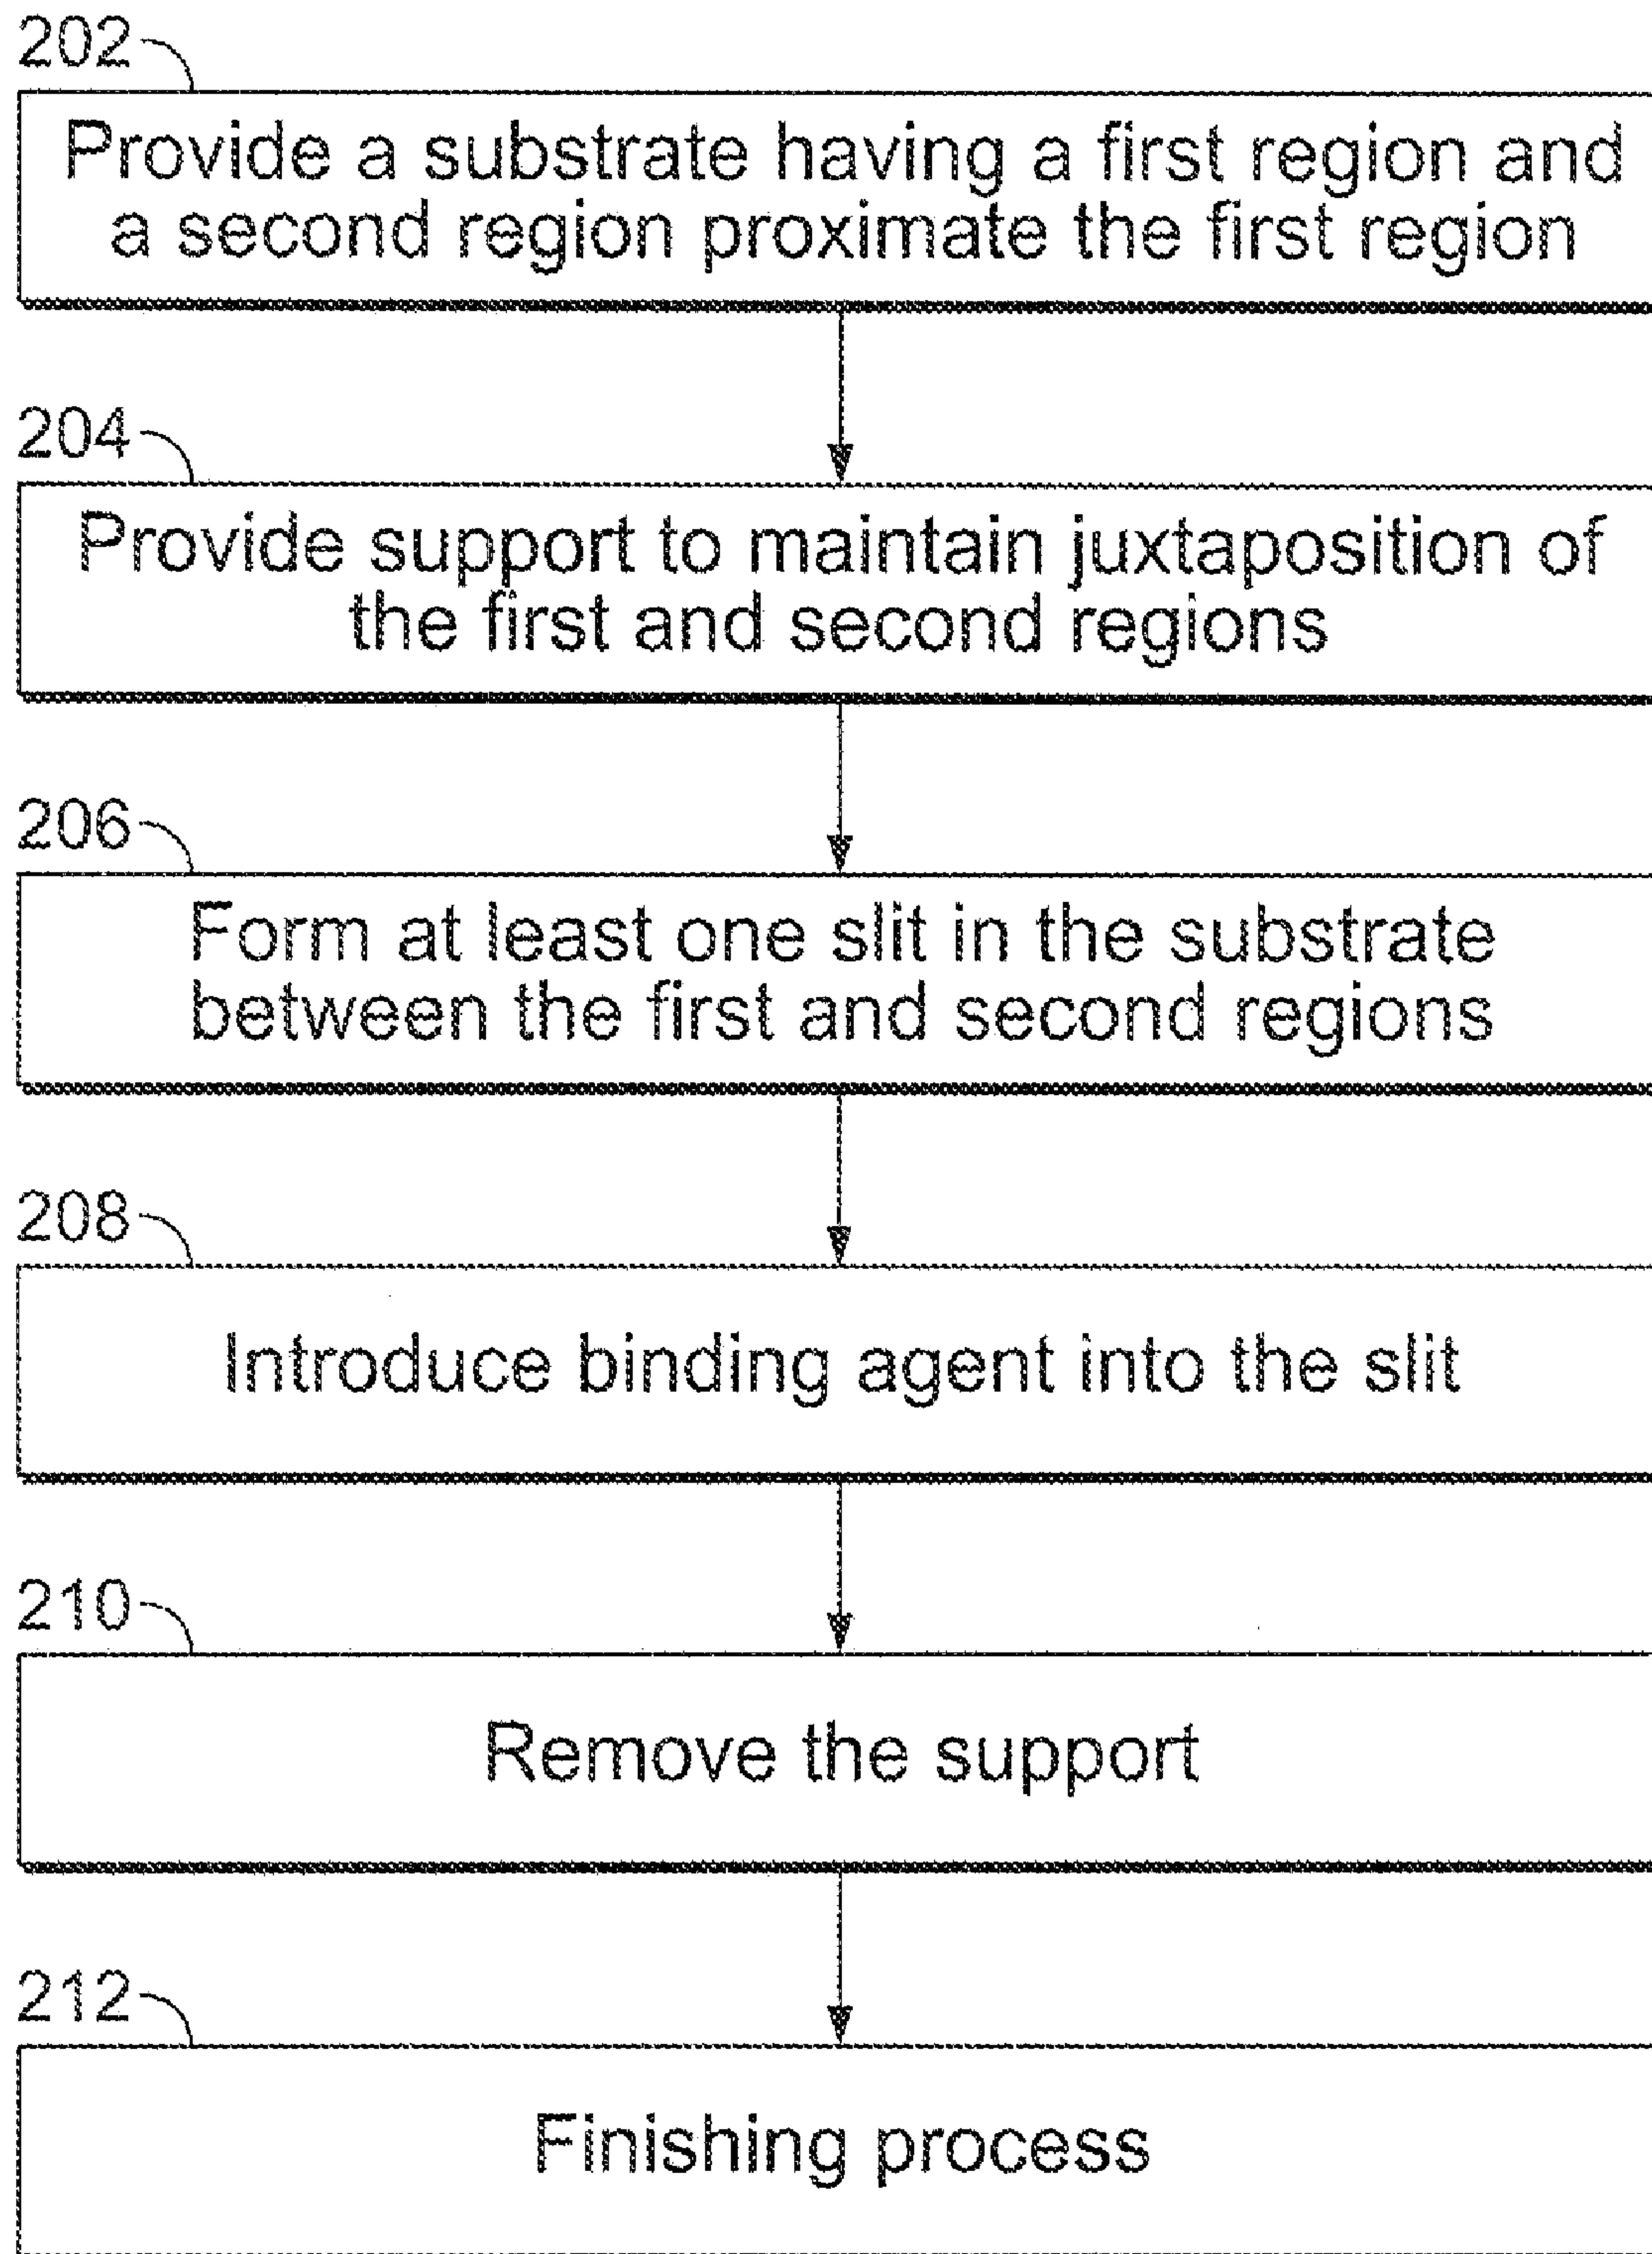 202
Provide a substrate having a first region and
a second region proximate the first region
204
Provide support to maintain juxtaposition of
the first and second regions
206
Form at least one slit in the substrate
between the first and second regions
208
Introduce binding agent into the slit
210
Remove the support
212
Finishing process